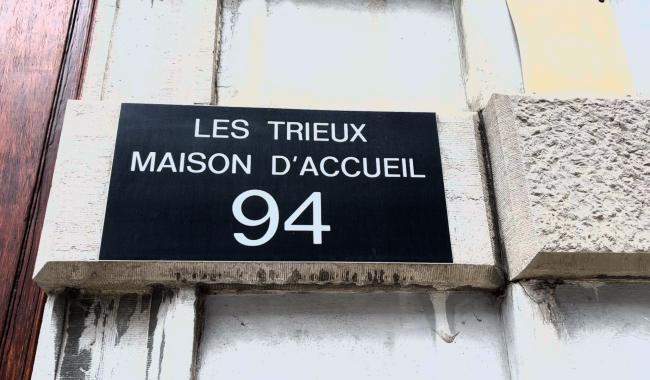 LES TRIEUX
MAISON D'ACCUEIL
94